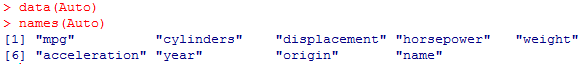 > data(Auto)
> names(Auto)
[1] "mpg" "cylinders" "displacement" "horsepower" "weight"
[6] "acceleration" "year" "origin" "name"